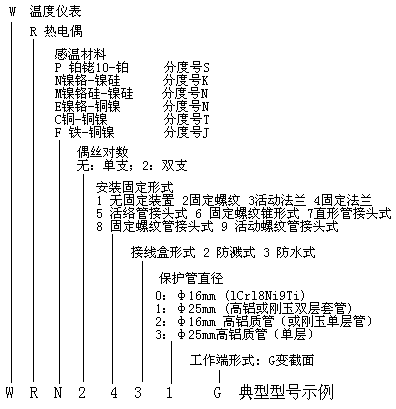 W 温度仪表
R 热电偶
感温材料
P 铂铑10-铂 分度号S
N镍铬-镍硅 分度号K
M镍铬硅-镍硅 分度号N
E镍铬-铜镍 分度号N
C铜-铜镍 分度号T
F 铁-铜镍 分度号J
偶丝对数
无：单支；2：双支
安装固定形式
1 无固定装置 2固定螺纹 3活动法兰 4固定法兰
5 活络管接头式 6 固定螺纹锥形式 7直形管接头式
8 固定螺纹管接头式 9 活动螺纹管接头式
接线盒形式 2 防溅式 3 防水式
保护管直径
0：Φ16mm (lCrl8Ni9Ti)
1：Φ25mm (高铝或刚玉双层套管)
2：Φ16mm 高铝质管（或刚玉单层管）
3：Φ25mm高铝质管（单层）
工作端形式：G变截面
W R N 2 4 3 1 G 典型型号示例